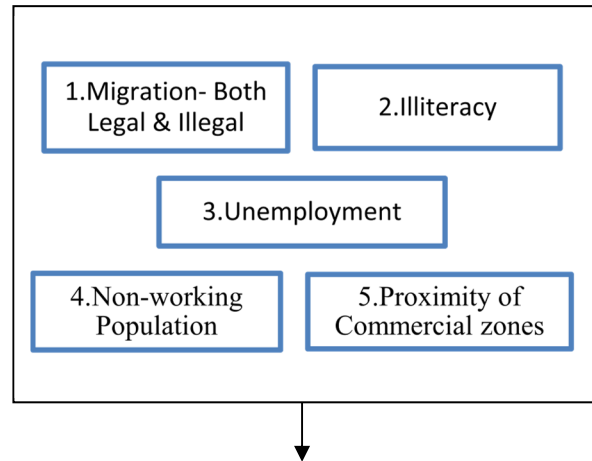 1.Migration- Both
Legal & Illegal
2.Illiteracy
3.Unemployment
4.Non-working
Population
5.Proximity of
Commercial zones